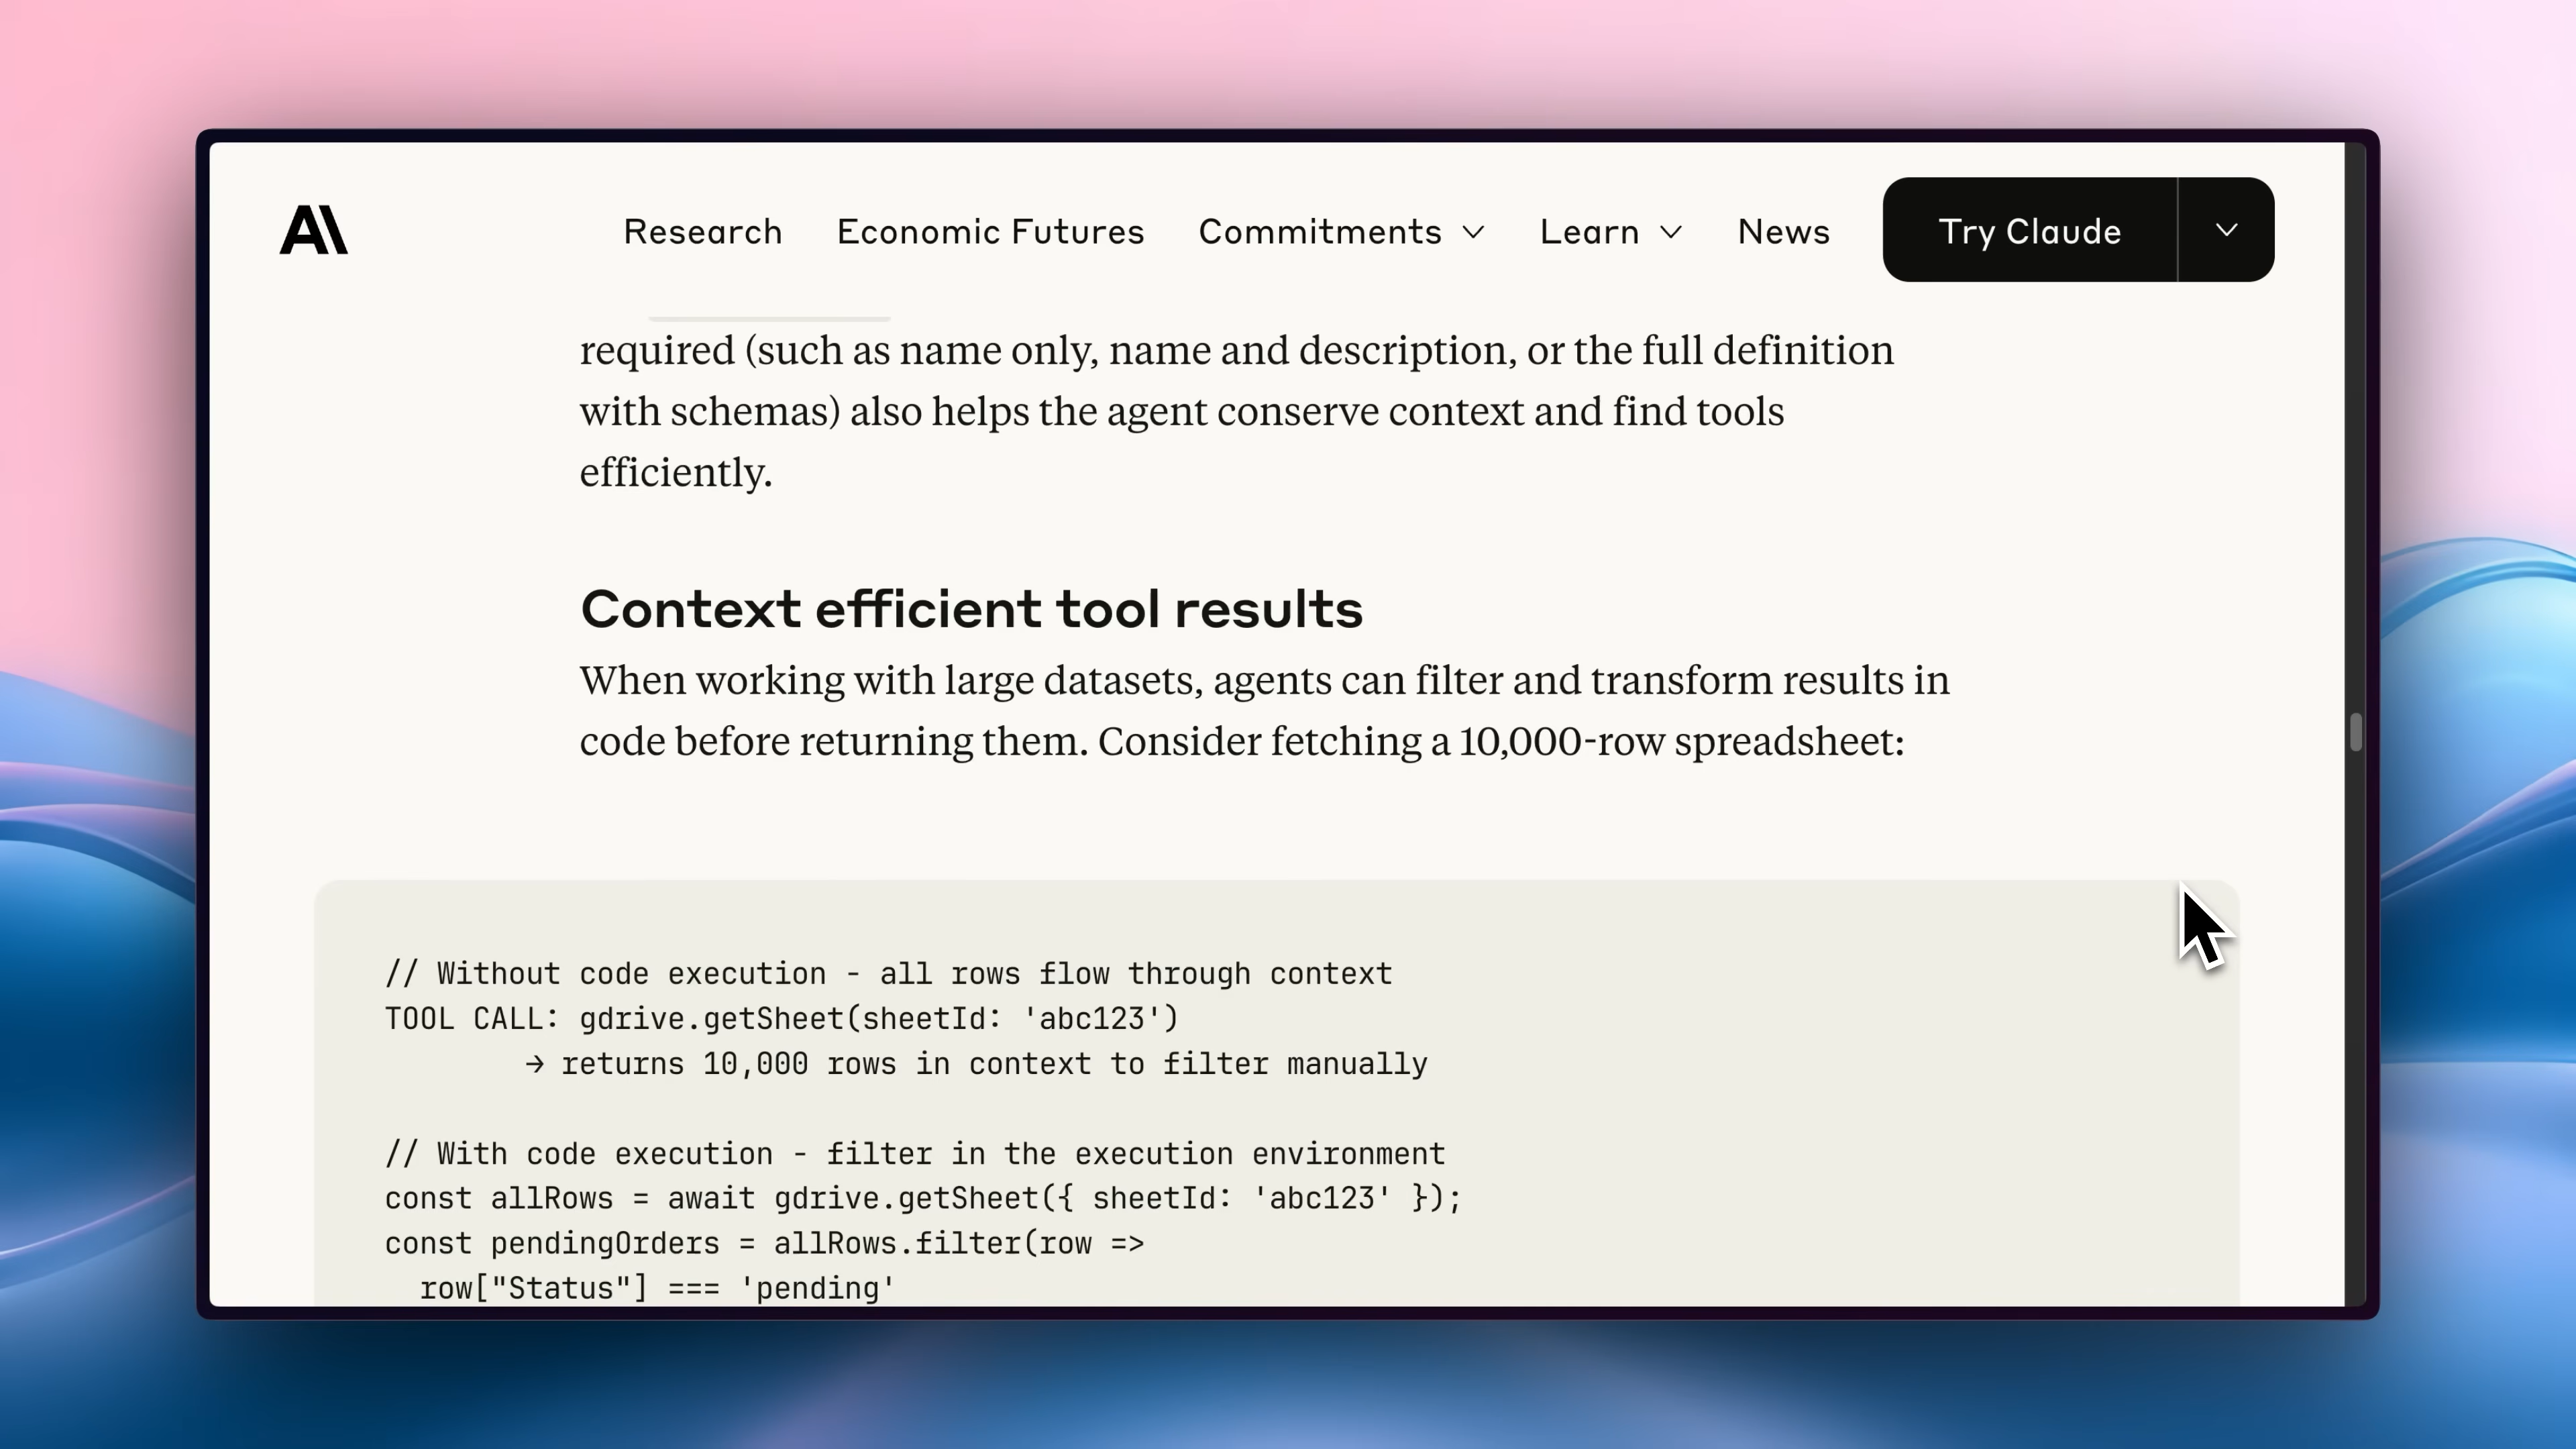 Research Economic Futures Commitments Learn News Try Claude
required (such as name only, name and description, or the full definition
with schemas) also helps the agent conserve context and find tools
efficiently.
Context efficient tool results
When working with large datasets, agents can filter and transform results in
code before returning them. Consider fetching a 10,000-row spreadsheet:
// Without code execution - all rows flow through context
TOOL CALL: gdrive.getSheet(sheetId: 'abc123')
        → returns 10,000 rows in context to filter manually
// With code execution - filter in the execution environment
const allRows = await gdrive.getSheet({ sheetId: 'abc123' });
const pendingOrders = allRows.filter(row =>
  row["Status"] === 'pending'